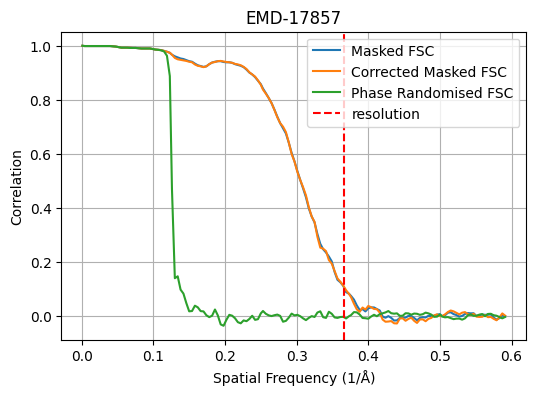 EMD-17857
Masked FSC
Corrected Masked FSC
Phase Randomised FSC
resolution
Correlation
1.0
0.8
0.6
0.4
0.2
0.0
0.0 0.1 0.2 0.3 0.4 0.5 0.6
Spatial Frequency (1/Å)